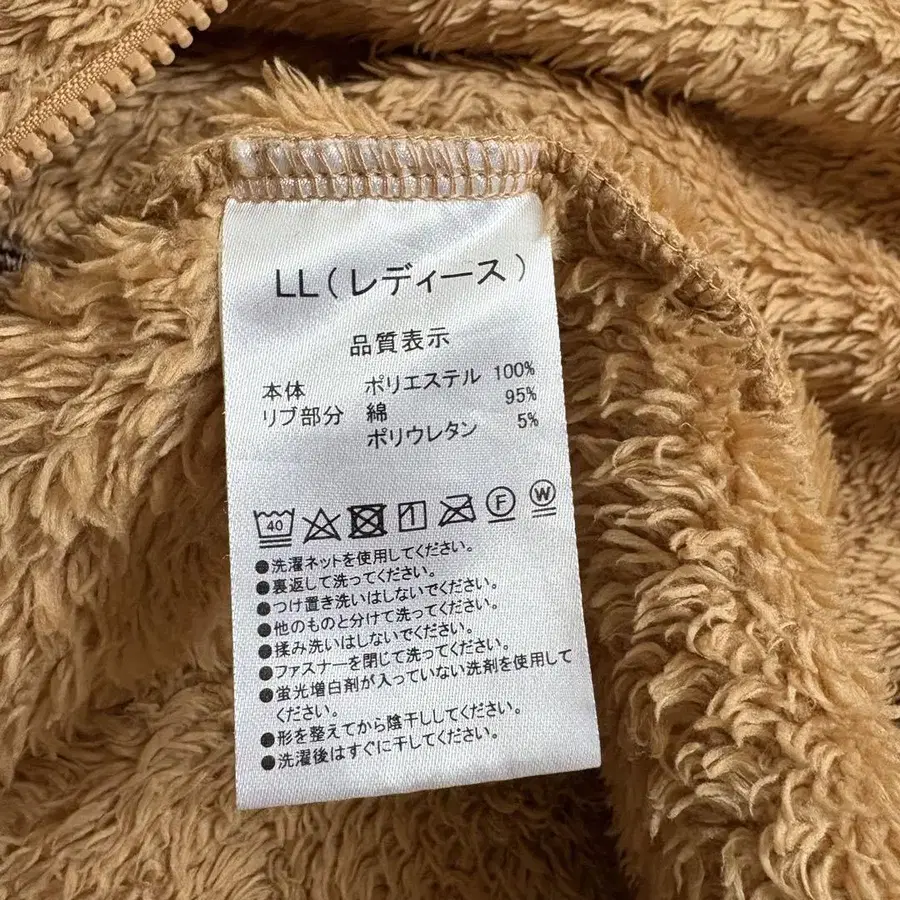 LL(レディース)
品質表示
本体 ポリエステル 100%
リブ部分 綿 95%
ポリウレタン 5%
40 F W
●洗濯ネットを使用してください。
●裏返して洗ってください。
●つけ置き洗いはしないでください。
●他のものと分けて洗ってください。
●揉み洗いはしないでください。
●ファスナーを閉じて洗ってください。
●蛍光増白剤が入っていない洗剤を使用して
ください。
●形を整えてから陰干ししてください。
●洗濯後はすぐに干してください。